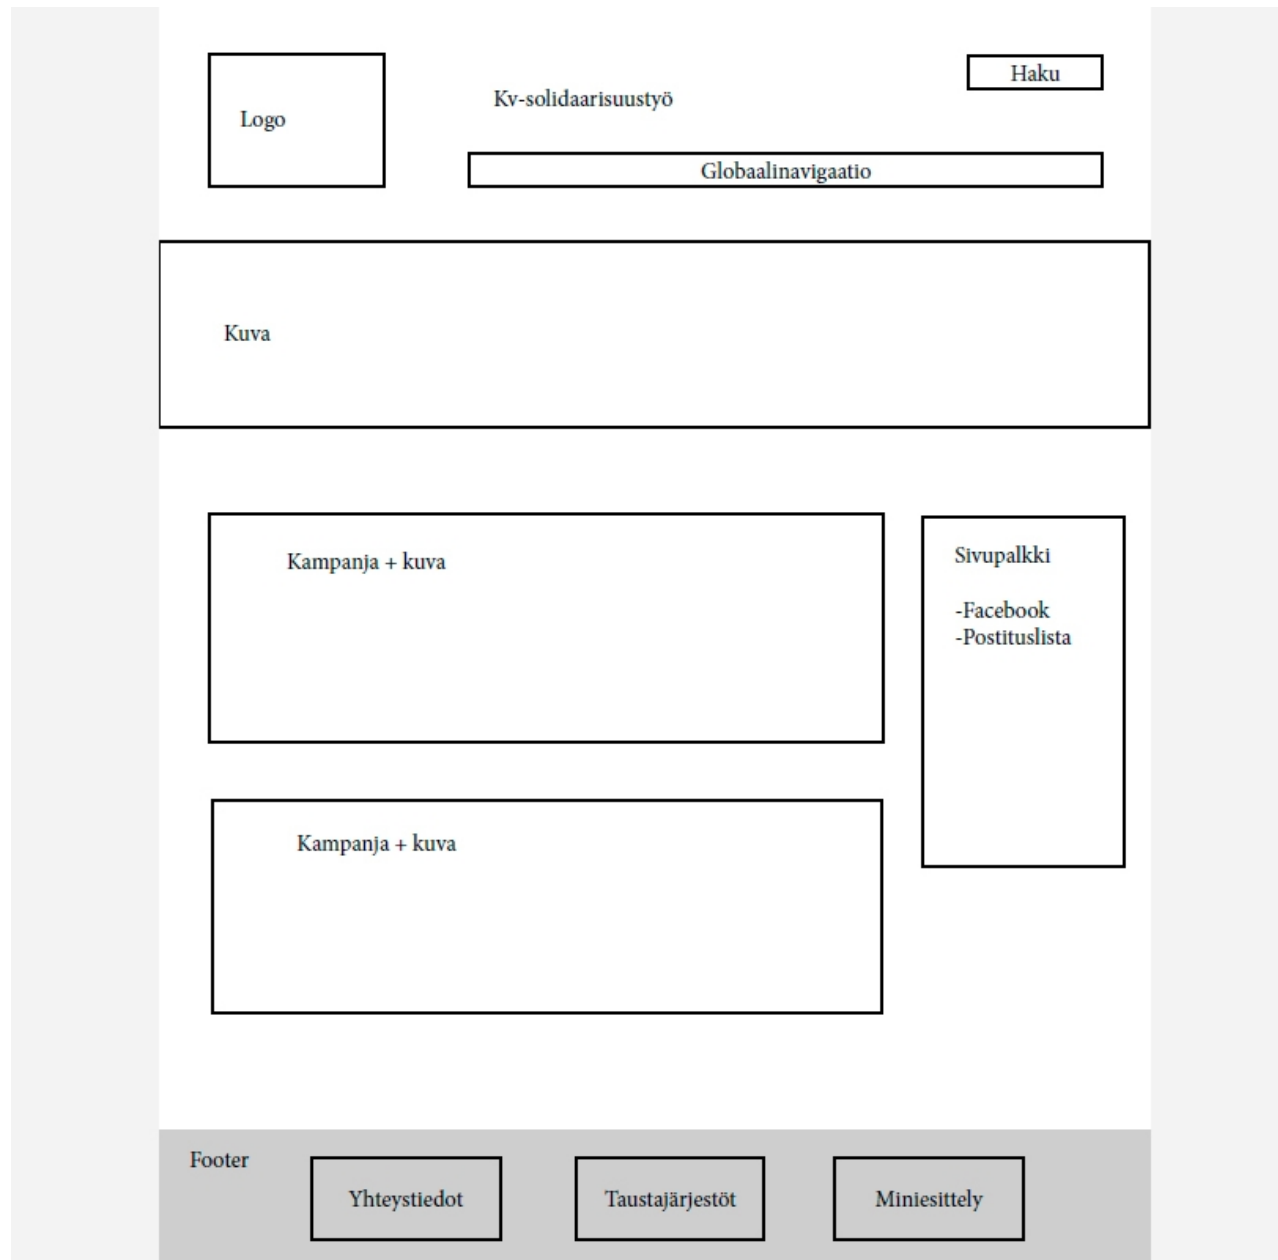 Logo
Kv-solidaarisuustyö
Haku
Globaalinavigaatio
Kuva
Kampanja + kuva
Sivupalkki
-Facebook
-Postituslista
Kampanja + kuva
Footer
Yhteystiedot
Taustajärjestöt
Miniesittely